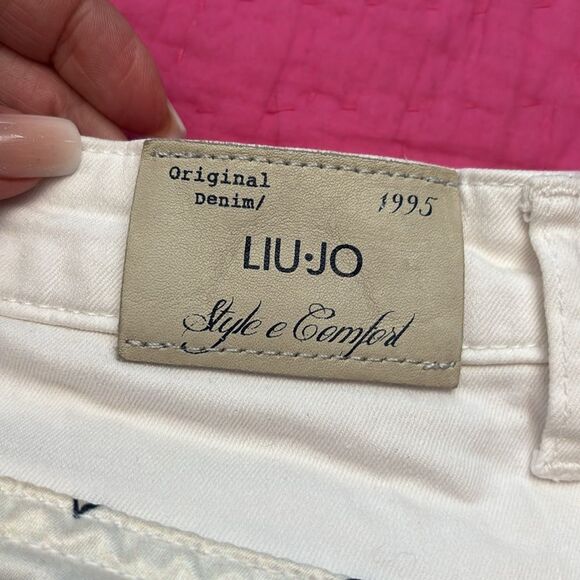 Original 1995
Denim/
LIU·JO
Style e Comfort